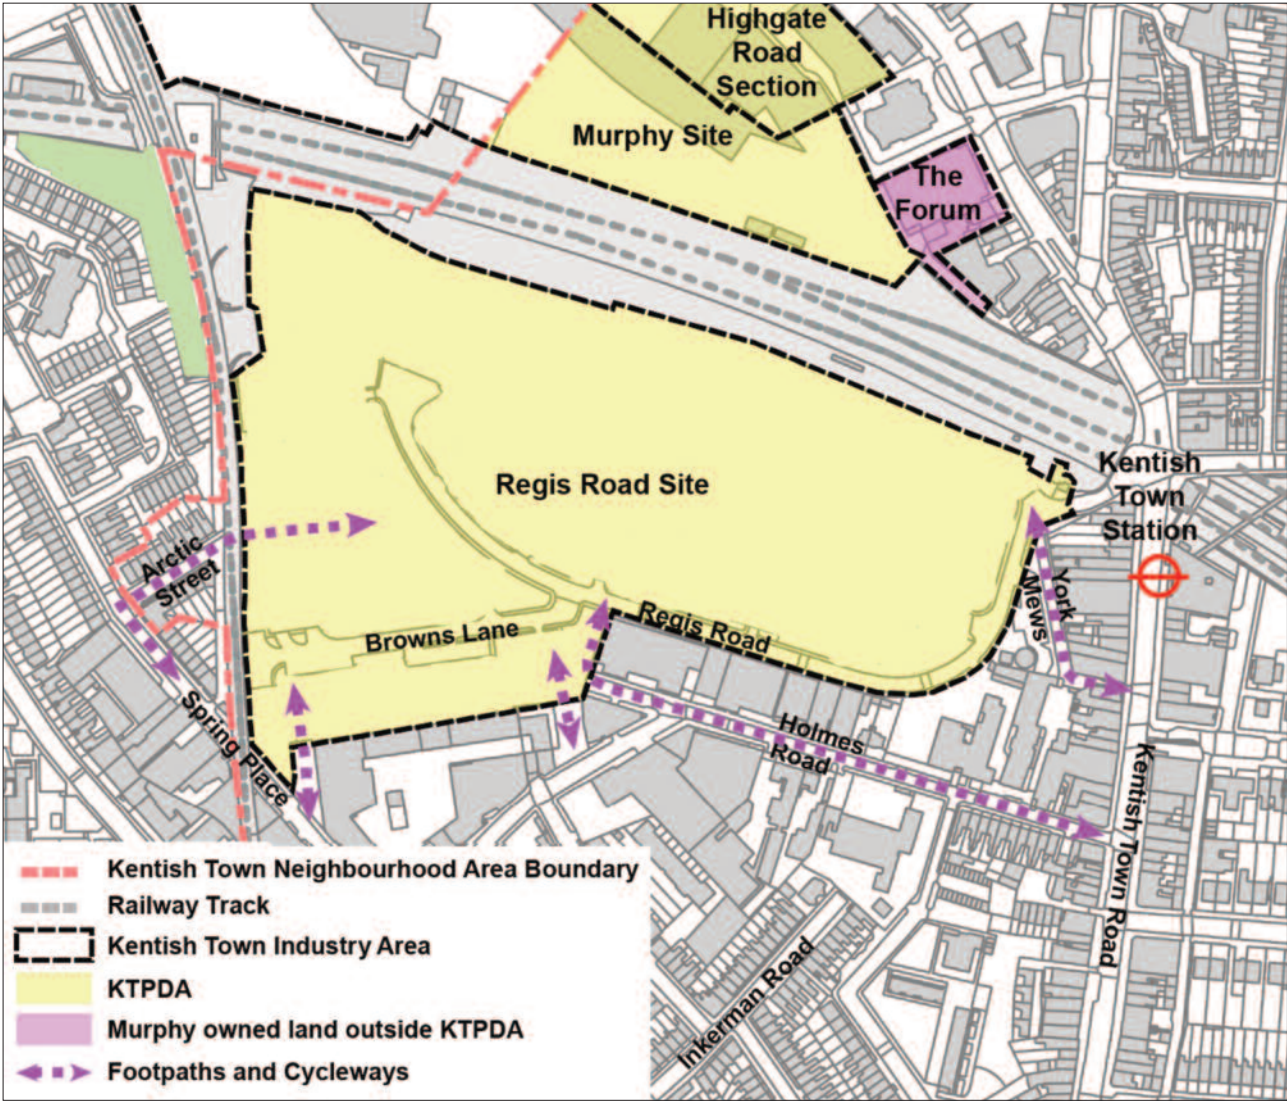 Highgate
Road
Section
Murphy Site
The
Forum
Regis Road Site
Kentish
Town
Station
Arctic
Street
York
Mews
Browns Lane
Regis Road
Spring Place
Holmes
Road
Kentish Town Road
Inkerman Road
Kentish Town Neighbourhood Area Boundary
Railway Track
Kentish Town Industry Area
KTPDA
Murphy owned land outside KTPDA
Footpaths and Cycleways